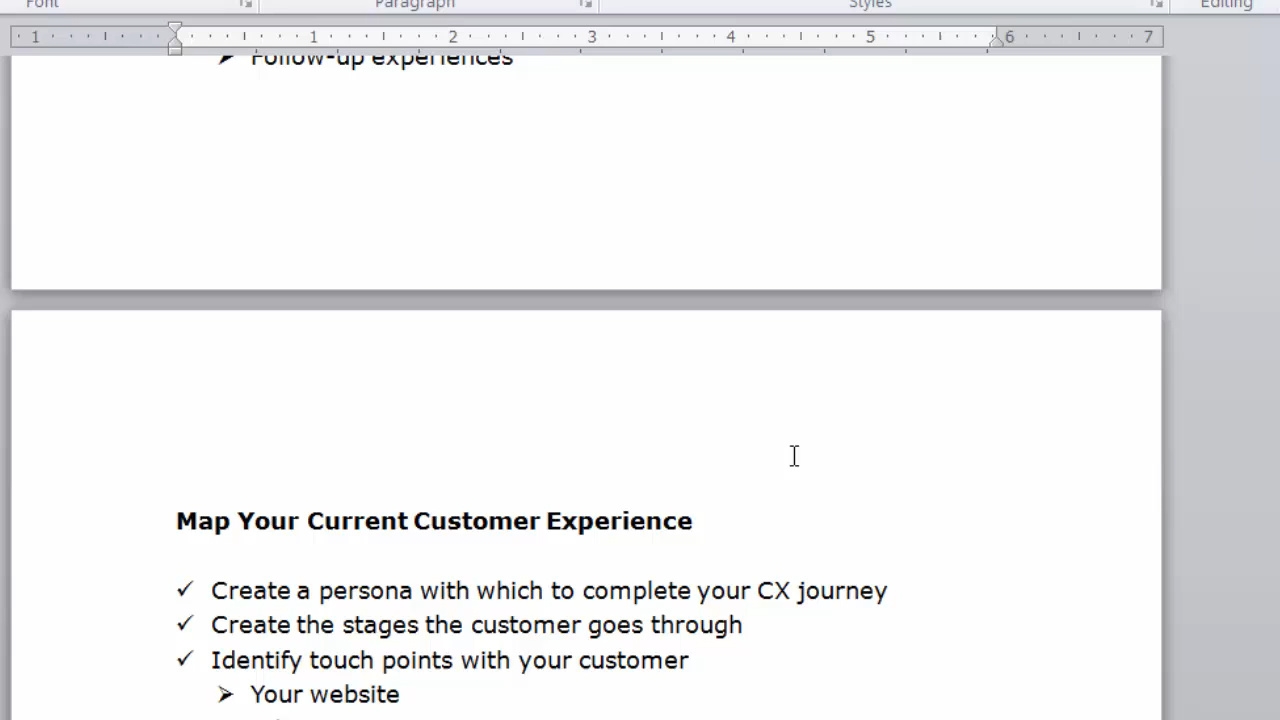 Font Paragraph Styles Editing
1 1 2 3 4 5 6 7
➢ Follow-up experiences
Map Your Current Customer Experience
✓ Create a persona with which to complete your CX journey
✓ Create the stages the customer goes through
✓ Identify touch points with your customer
➢ Your website